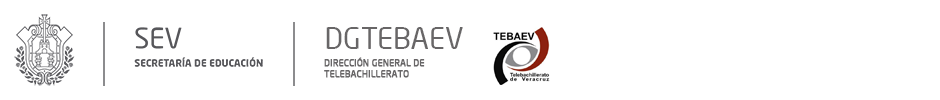 SEV
SECRETARÍA DE EDUCACIÓN
DGTEBAEV
DIRECCIÓN GENERAL DE
TELEBACHILLERATO
TEBAEV
Telebachillerato
de Veracruz